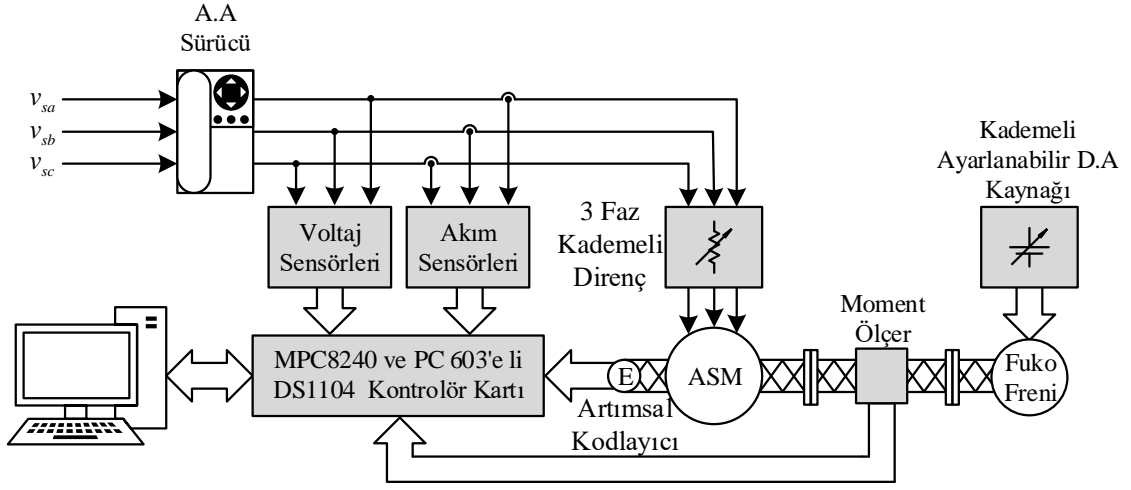 A.A
Sürücü
v_sa
v_sb
v_sc
Voltaj
Sensörleri
Akım
Sensörleri
3 Faz
Kademeli
Direnç
Kademeli
Ayarlanabilir D.A
Kaynağı
Moment
Ölçer
MPC8240 ve PC 603'e li
DS1104 Kontrolör Kartı
E
ASM
Fuko
Freni
Artımsal
Kodlayıcı